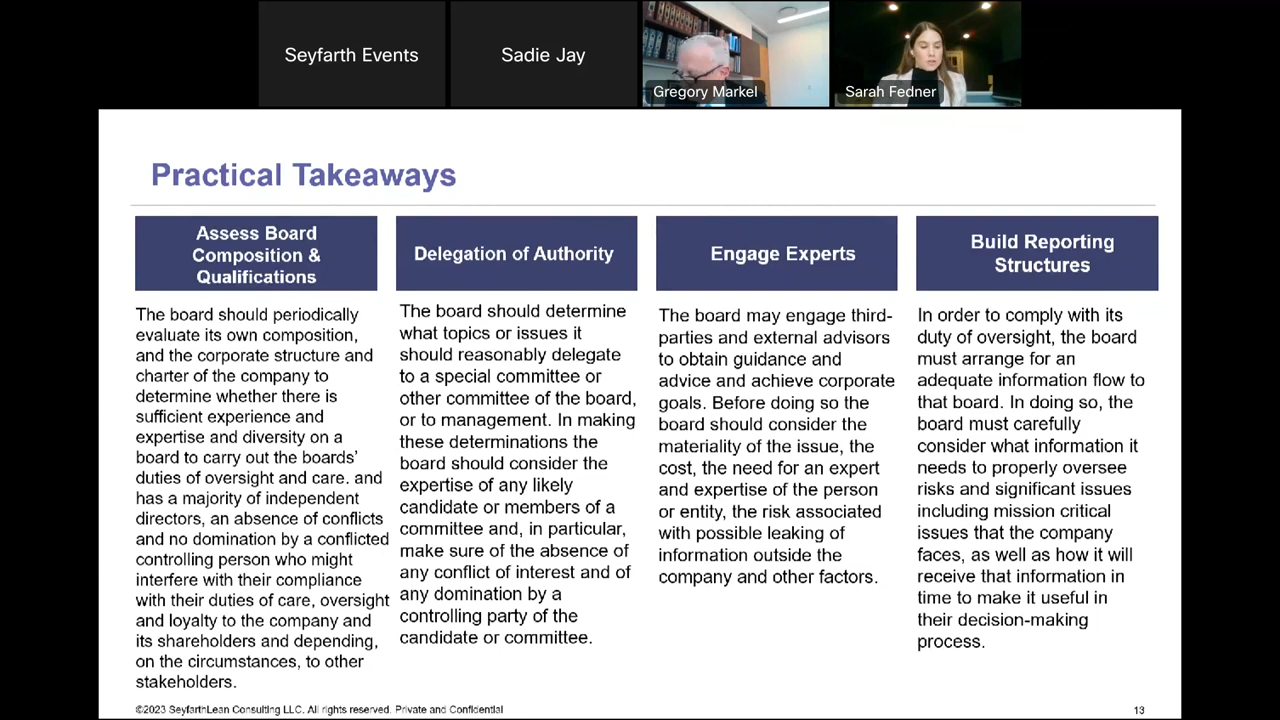 Seyfarth Events
Sadie Jay
Gregory Markel
Sarah Fedner
Practical Takeaways
Assess Board
Composition &
Qualifications
The board should periodically
evaluate its own composition,
and the corporate structure and
charter of the company to
determine whether there is
sufficient experience and
expertise and diversity on a
board to carry out the boards’
duties of oversight and care. and
has a majority of independent
directors, an absence of conflicts
and no domination by a conflicted
controlling person who might
interfere with their compliance
with their duties of care, oversight
and loyalty to the company and
its shareholders and depending,
on the circumstances, to other
stakeholders.
Delegation of Authority
The board should determine
what topics or issues it
should reasonably delegate
to a special committee or
other committee of the board,
or to management. In making
these determinations the
board should consider the
expertise of any likely
candidate or members of a
committee and, in particular,
make sure of the absence of
any conflict of interest and of
any domination by a
controlling party of the
candidate or committee.
Engage Experts
The board may engage third-
parties and external advisors
to obtain guidance and
advice and achieve corporate
goals. Before doing so the
board should consider the
materiality of the issue, the
cost, the need for an expert
and expertise of the person
or entity, the risk associated
with possible leaking of
information outside the
company and other factors.
Build Reporting
Structures
In order to comply with its
duty of oversight, the board
must arrange for an
adequate information flow to
that board. In doing so, the
board must carefully
consider what information it
needs to properly oversee
risks and significant issues
including mission critical
issues that the company
faces, as well as how it will
receive that information in
time to make it useful in
their decision-making
process.
©2023 SeyfarthLean Consulting LLC. All rights reserved. Private and Confidential
13